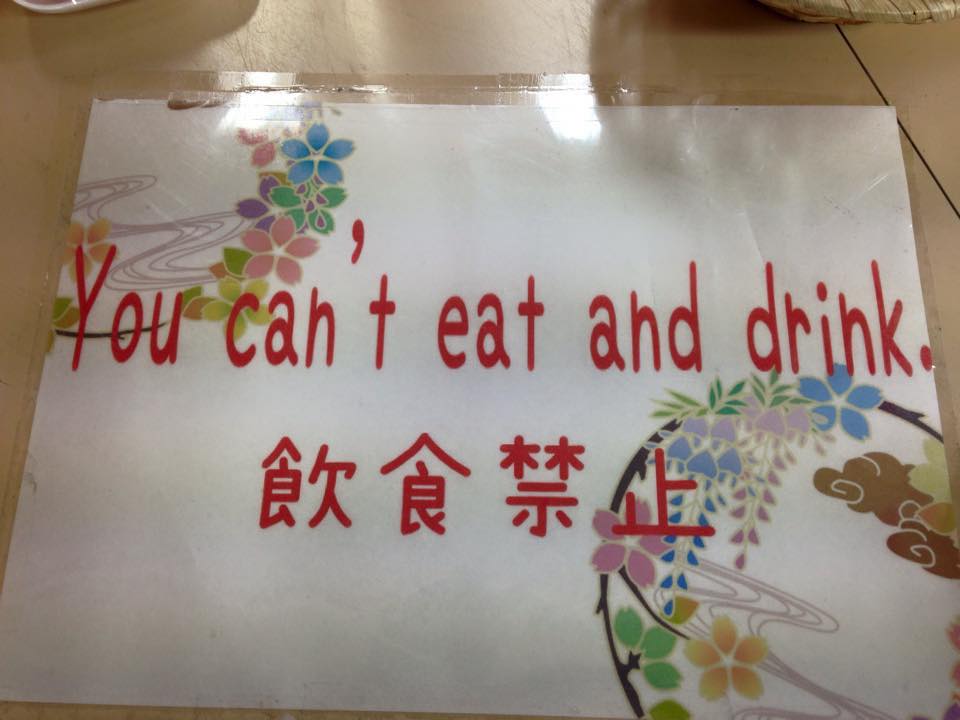 You can't eat and drink.
飲食禁止